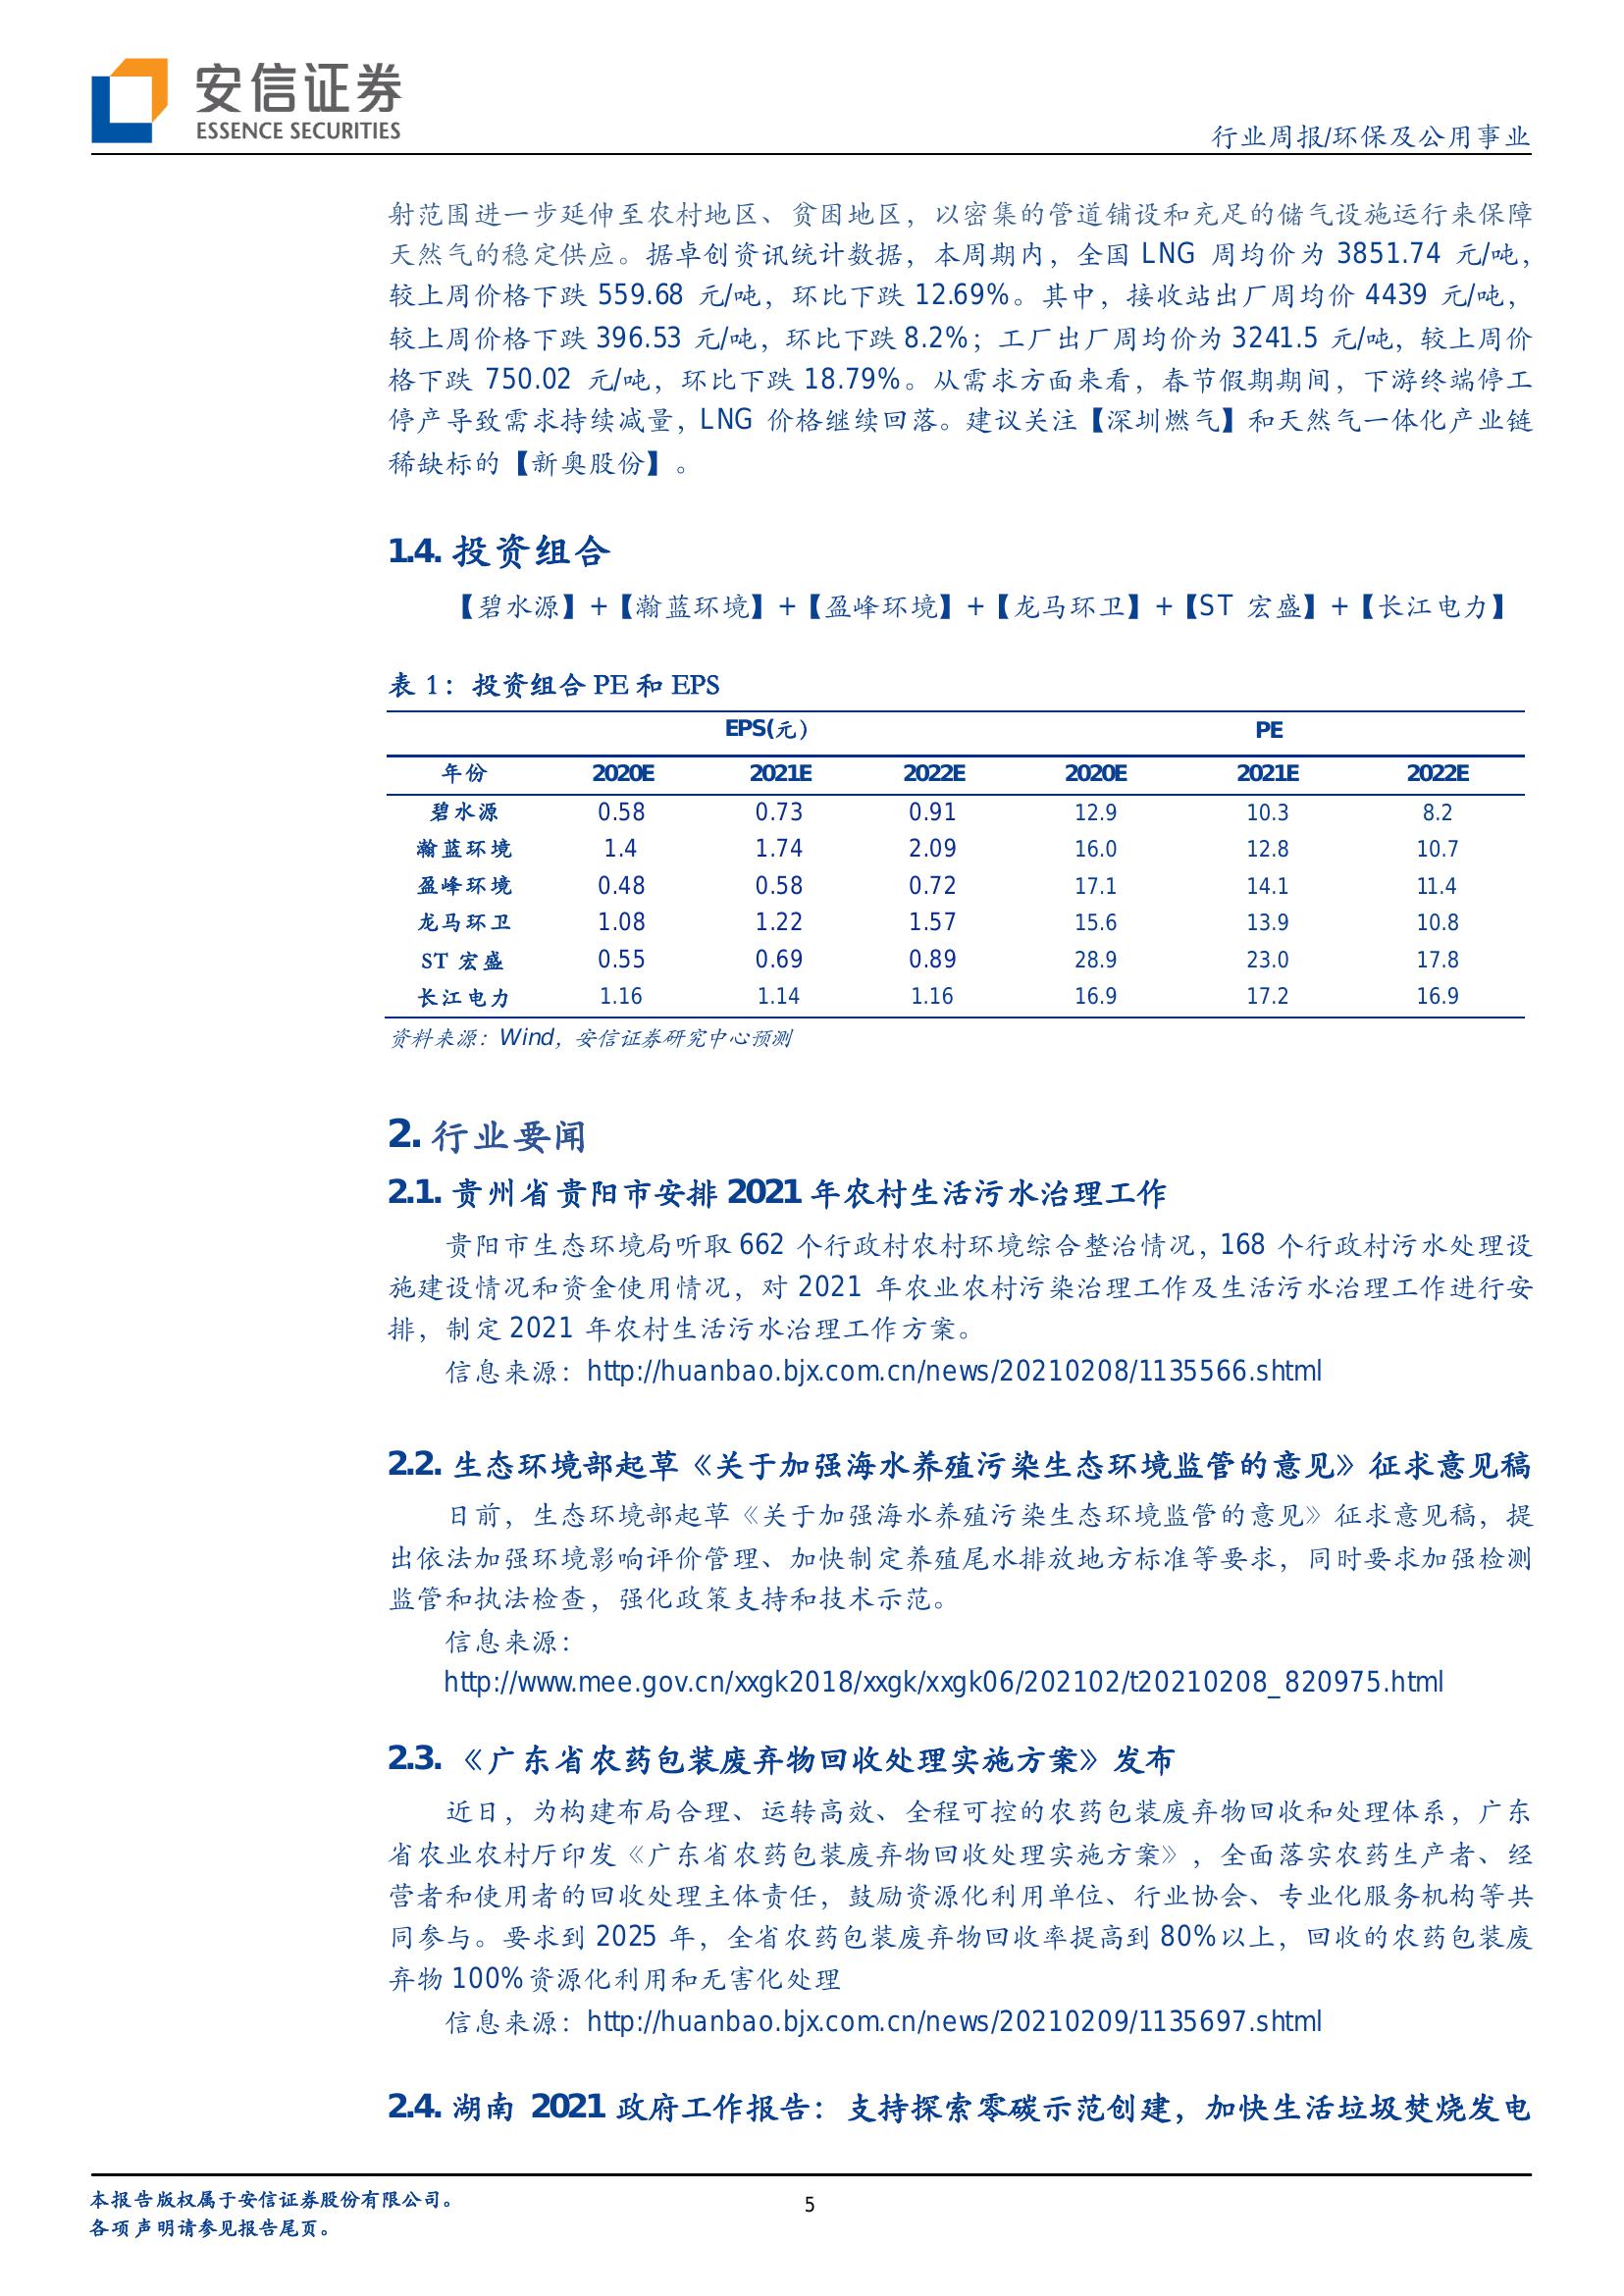 安信证券
ESSENCE SECURITIES
行业周报/环保及公用事业
射范围进一步延伸至农村地区、贫困地区，以密集的管道铺设和充足的储气设施运行来保障
天然气的稳定供应。据卓创资讯统计数据，本周期内，全国 LNG 周均价为 3851.74 元/吨，
较上周价格下跌 559.68 元/吨，环比下跌 12.69%。其中，接收站出厂周均价 4439 元/吨，
较上周价格下跌 396.53 元/吨，环比下跌 8.2%；工厂出厂周均价为 3241.5 元/吨，较上周价
格下跌 750.02 元/吨，环比下跌 18.79%。从需求方面来看，春节假期期间，下游终端停工
停产导致需求持续减量，LNG 价格继续回落。建议关注【深圳燃气】和天然气一体化产业链
稀缺标的【新奥股份】。
1.4. 投资组合
【碧水源】+【瀚蓝环境】+【盈峰环境】+【龙马环卫】+【ST 宏盛】+【长江电力】
表 1：投资组合 PE 和 EPS
EPS(元） PE
年份 2020E 2021E 2022E 2020E 2021E 2022E
碧水源 0.58 0.73 0.91 12.9 10.3 8.2
瀚蓝环境 1.4 1.74 2.09 16.0 12.8 10.7
盈峰环境 0.48 0.58 0.72 17.1 14.1 11.4
龙马环卫 1.08 1.22 1.57 15.6 13.9 10.8
ST 宏盛 0.55 0.69 0.89 28.9 23.0 17.8
长江电力 1.16 1.14 1.16 16.9 17.2 16.9
资料来源：Wind，安信证券研究中心预测
2. 行业要闻
2.1. 贵州省贵阳市安排 2021 年农村生活污水治理工作
贵阳市生态环境局听取 662 个行政村农村环境综合整治情况，168 个行政村污水处理设
施建设情况和资金使用情况，对 2021 年农业农村污染治理工作及生活污水治理工作进行安
排，制定 2021 年农村生活污水治理工作方案。
信息来源：http://huanbao.bjx.com.cn/news/20210208/1135566.shtml
2.2. 生态环境部起草《关于加强海水养殖污染生态环境监管的意见》征求意见稿
日前，生态环境部起草《关于加强海水养殖污染生态环境监管的意见》征求意见稿，提
出依法加强环境影响评价管理、加快制定养殖尾水排放地方标准等要求，同时要求加强检测
监管和执法检查，强化政策支持和技术示范。
信息来源：
http://www.mee.gov.cn/xxgk2018/xxgk/xxgk06/202102/t20210208_820975.html
2.3. 《广东省农药包装废弃物回收处理实施方案》发布
近日，为构建布局合理、运转高效、全程可控的农药包装废弃物回收和处理体系，广东
省农业农村厅印发《广东省农药包装废弃物回收处理实施方案》，全面落实农药生产者、经
营者和使用者的回收处理主体责任，鼓励资源化利用单位、行业协会、专业化服务机构等共
同参与。要求到 2025 年，全省农药包装废弃物回收率提高到 80%以上，回收的农药包装废
弃物 100%资源化利用和无害化处理
信息来源：http://huanbao.bjx.com.cn/news/20210209/1135697.shtml
2.4. 湖南 2021 政府工作报告：支持探索零碳示范创建，加快生活垃圾焚烧发电
本报告版权属于安信证券股份有限公司。
5
各项声明请参见报告尾页。